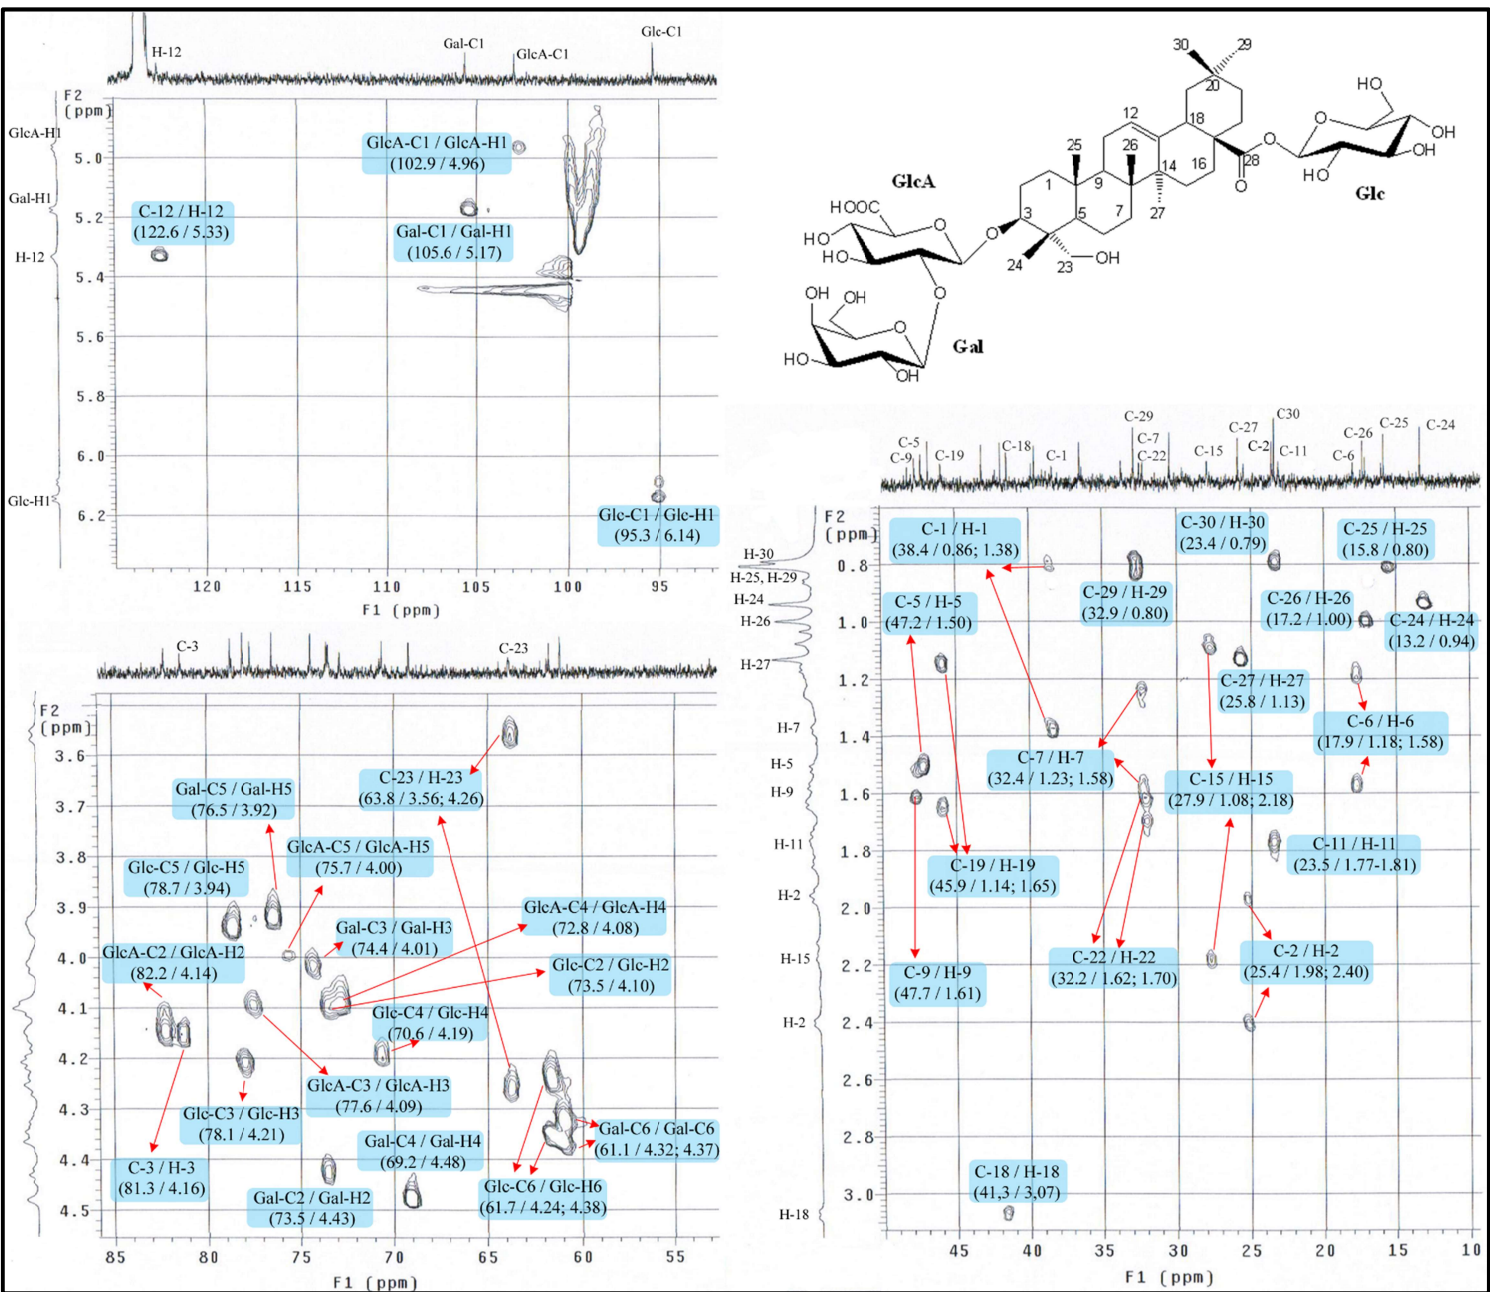 H-12
Gal-C1
GlcA-C1
Glc-C1
F2
(ppm)
GlcA-H1
Gal-H1
H-12
Glc-H1
5.0
5.2
5.4
5.6
5.8
6.0
6.2
GlcA-C1 / GlcA-H1
(102.9 / 4.96)
C-12 / H-12
(122.6 / 5.33)
Gal-C1 / Gal-H1
(105.6 / 5.17)
Glc-C1 / Glc-H1
(95.3 / 6.14)
120
115
110
105
100
95
F1 (ppm)
30
29
20
12
18
25
26
28
14
16
1
9
3
5
7
27
24
23
HO
O
OH
OH
OH
HO
O
O
Glc
GlcA
HOOC
O
HO
HO
O
OH
O
OH
OH
O
HO
OH
Gal
C-3
C-23
F2
(ppm)
3.6
3.7
3.8
3.9
4.0
4.1
4.2
4.3
4.4
4.5
C-23 / H-23
(63.8 / 3.56; 4.26)
Gal-C5 / Gal-H5
(76.5 / 3.92)
GlcA-C5 / GlcA-H5
(75.7 / 4.00)
Glc-C5 / Glc-H5
(78.7 / 3.94)
GlcA-C4 / GlcA-H4
(72.8 / 4.08)
Gal-C3 / Gal-H3
(74.4 / 4.01)
GlcA-C2 / GlcA-H2
(82.2 / 4.14)
Glc-C2 / Glc-H2
(73.5 / 4.10)
Glc-C4 / Glc-H4
(70.6 / 4.19)
GlcA-C3 / GlcA-H3
(77.6 / 4.09)
Glc-C3 / Glc-H3
(78.1 / 4.21)
Gal-C6 / Gal-C6
(61.1 / 4.32; 4.37)
Gal-C4 / Gal-H4
(69.2 / 4.48)
C-3 / H-3
(81.3 / 4.16)
Gal-C2 / Gal-H2
(73.5 / 4.43)
Glc-C6 / Glc-H6
(61.7 / 4.24; 4.38)
85
80
75
70
65
60
55
F1 (ppm)
C-5
C-9
C-19
C-18
C-1
C-29
C-7
C-22
C-15
C-27
C-2
C30
C-11
C-6
C-26
C-25
C-24
F2
(ppm)
H-30
H-25, H-29
H-24
H-26
H-27
H-7
H-5
H-9
H-11
H-2
H-15
H-2
H-18
0.8
1.0
1.2
1.4
1.6
1.8
2.0
2.2
2.4
2.6
2.8
3.0
C-1 / H-1
(38.4 / 0.86; 1.38)
C-30 / H-30
(23.4 / 0.79)
C-25 / H-25
(15.8 / 0.80)
C-5 / H-5
(47.2 / 1.50)
C-29 / H-29
(32.9 / 0.80)
C-26 / H-26
(17.2 / 1.00)
C-24 / H-24
(13.2 / 0.94)
C-27 / H-27
(25.8 / 1.13)
C-6 / H-6
(17.9 / 1.18; 1.58)
C-7 / H-7
(32.4 / 1.23; 1.58)
C-15 / H-15
(27.9 / 1.08; 2.18)
C-11 / H-11
(23.5 / 1.77-1.81)
C-19 / H-19
(45.9 / 1.14; 1.65)
C-9 / H-9
(47.7 / 1.61)
C-22 / H-22
(32.2 / 1.62; 1.70)
C-2 / H-2
(25.4 / 1.98; 2.40)
C-18 / H-18
(41,3 / 3,07)
45
40
35
30
25
20
15
10
F1 (ppm)